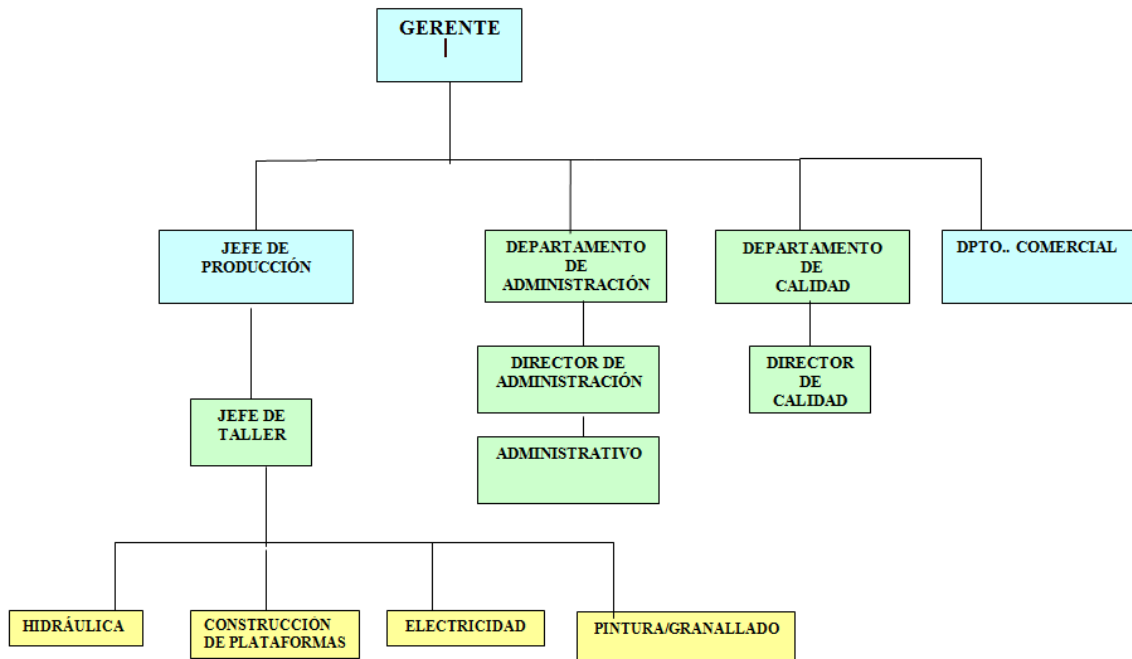 GERENTE
JEFE DE
PRODUCCIÓN
DEPARTAMENTO
DE
ADMINISTRACIÓN
DEPARTAMENTO
DE
CALIDAD
DPTO.. COMERCIAL
DIRECTOR DE
ADMINISTRACIÓN
DIRECTOR
DE
CALIDAD
JEFE DE
TALLER
ADMINISTRATIVO
HIDRÁULICA
CONSTRUCCIÓN
DE PLATAFORMAS
ELECTRICIDAD
PINTURA/GRANALLADO